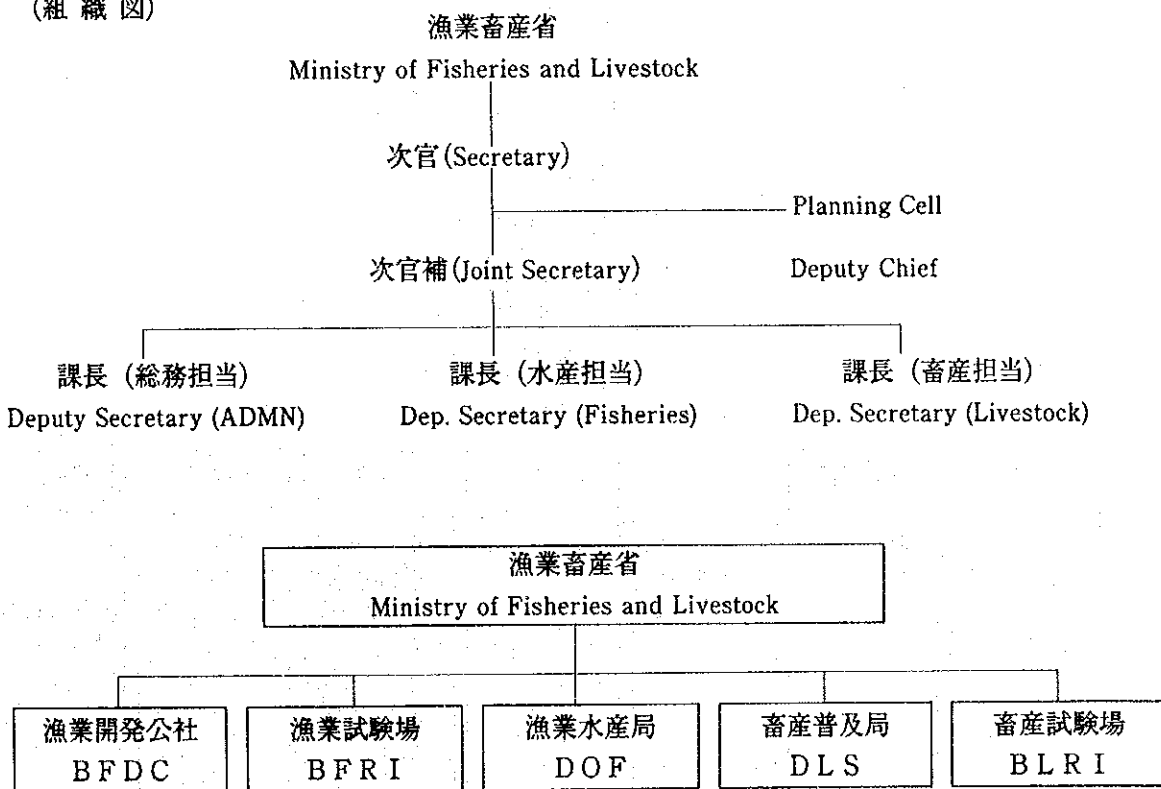 (組 織 図)
漁業畜産省
Ministry of Fisheries and Livestock
次官(Secretary)
Planning Cell
次官補(Joint Secretary)
Deputy Chief
課長 (総務担当)
課長 (水産担当)
課長 (畜産担当)
Deputy Secretary (ADMN)
Dep. Secretary (Fisheries)
Dep. Secretary (Livestock)
漁業畜産省
Ministry of Fisheries and Livestock
漁業開発公社
BFDC
漁業試験場
BFRI
漁業水産局
DOF
畜産普及局
DLS
畜産試験場
BLRI